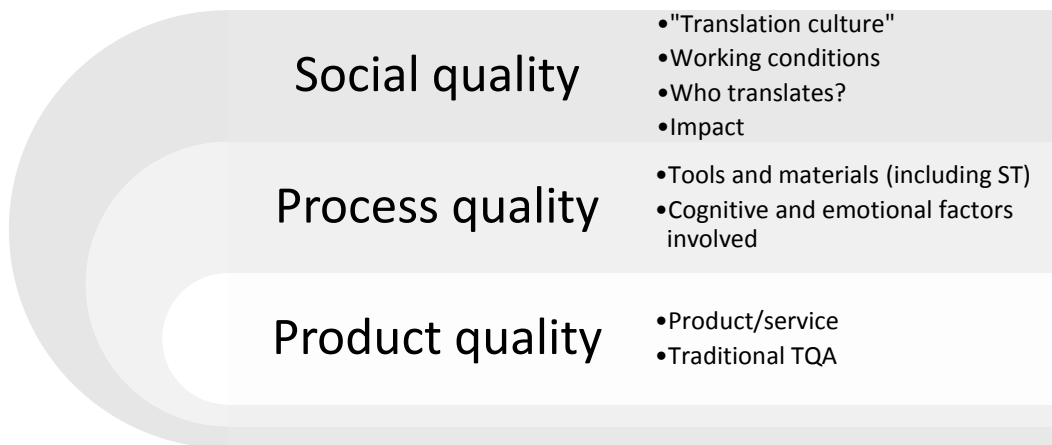 Social quality
•"Translation culture"
•Working conditions
•Who translates?
•Impact
Process quality
•Tools and materials (including ST)
•Cognitive and emotional factors
involved
Product quality
•Product/service
•Traditional TQA